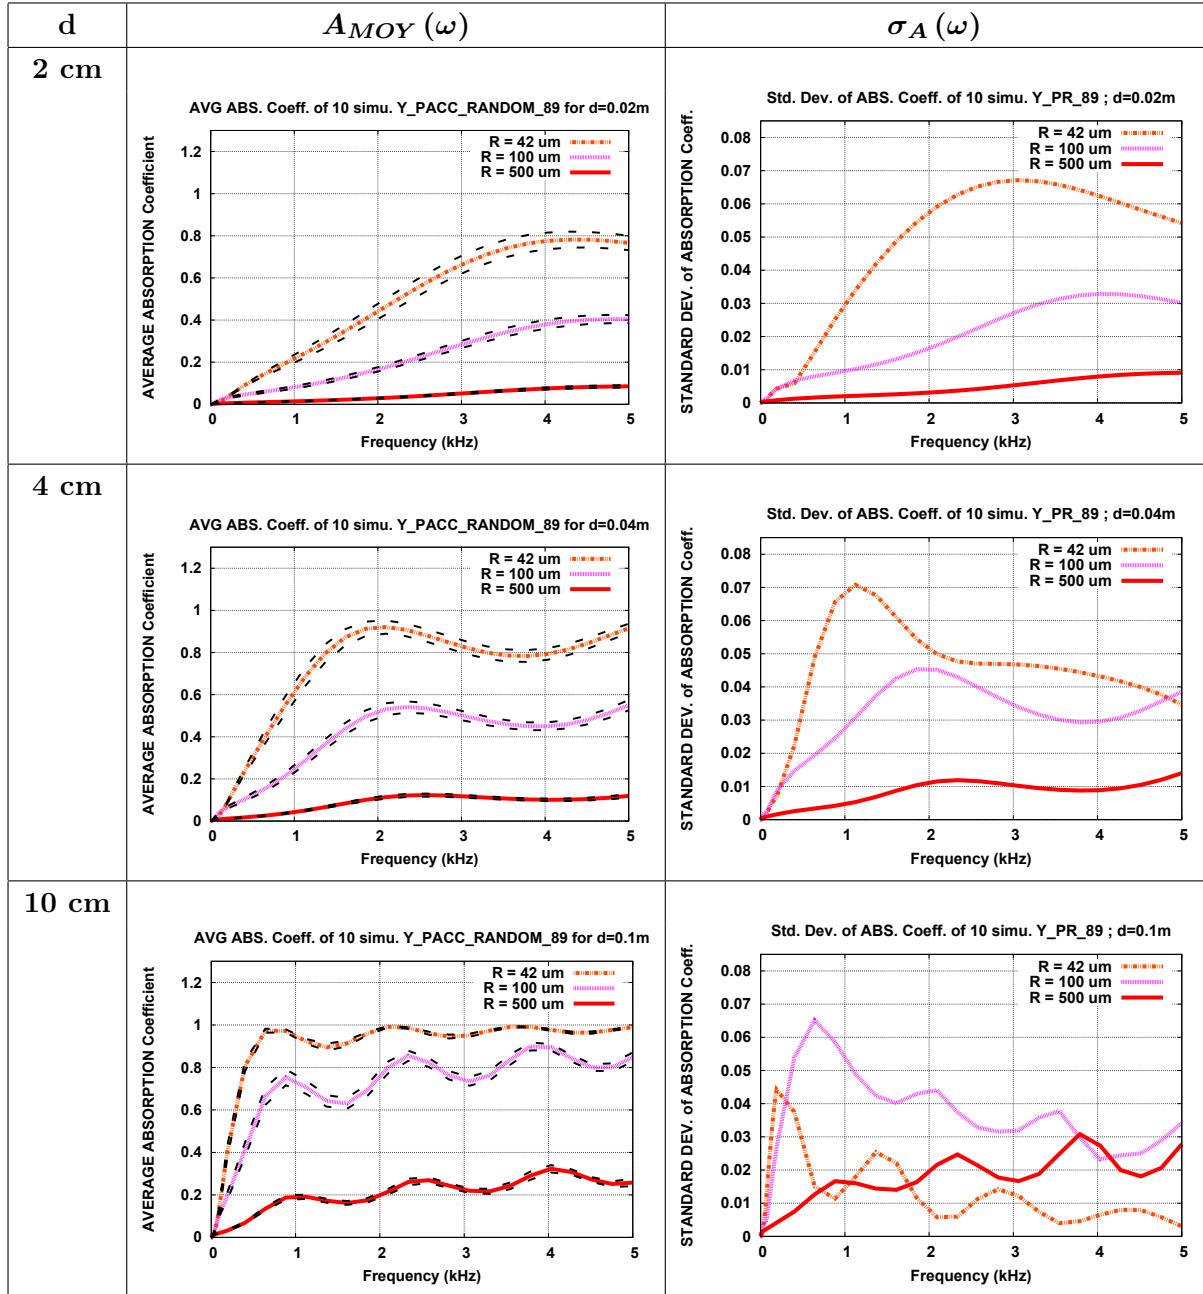 d A_MOY (ω) σ_A (ω)
2 cm
AVG ABS. Coeff. of 10 simu. Y_PACC_RANDOM_89 for d=0.02m
AVERAGE ABSORPTION Coefficient
R = 42 um
R = 100 um
R = 500 um
1.2
1
0.8
0.6
0.4
0.2
0
0 1 2 3 4 5
Frequency (kHz)
Std. Dev. of ABS. Coeff. of 10 simu. Y_PR_89 ; d=0.02m
STANDARD DEV. of ABSORPTION Coeff.
R = 42 um
R = 100 um
R = 500 um
0.08
0.07
0.06
0.05
0.04
0.03
0.02
0.01
0
0 1 2 3 4 5
Frequency (kHz)
4 cm
AVG ABS. Coeff. of 10 simu. Y_PACC_RANDOM_89 for d=0.04m
AVERAGE ABSORPTION Coefficient
R = 42 um
R = 100 um
R = 500 um
1.2
1
0.8
0.6
0.4
0.2
0
0 1 2 3 4 5
Frequency (kHz)
Std. Dev. of ABS. Coeff. of 10 simu. Y_PR_89 ; d=0.04m
STANDARD DEV. of ABSORPTION Coeff.
R = 42 um
R = 100 um
R = 500 um
0.08
0.07
0.06
0.05
0.04
0.03
0.02
0.01
0
0 1 2 3 4 5
Frequency (kHz)
10 cm
AVG ABS. Coeff. of 10 simu. Y_PACC_RANDOM_89 for d=0.1m
AVERAGE ABSORPTION Coefficient
R = 42 um
R = 100 um
R = 500 um
1.2
1
0.8
0.6
0.4
0.2
0
0 1 2 3 4 5
Frequency (kHz)
Std. Dev. of ABS. Coeff. of 10 simu. Y_PR_89 ; d=0.1m
STANDARD DEV. of ABSORPTION Coeff.
R = 42 um
R = 100 um
R = 500 um
0.08
0.07
0.06
0.05
0.04
0.03
0.02
0.01
0
0 1 2 3 4 5
Frequency (kHz)